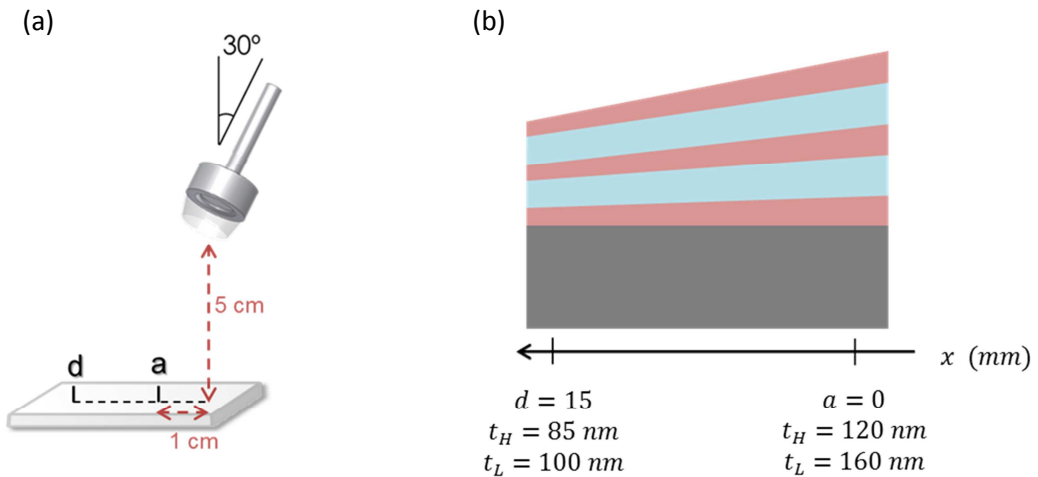 (a)
30º
5 cm
d
a
1 cm
(b)
x (mm)
d = 15
t_H = 85 nm
t_L = 100 nm
a = 0
t_H = 120 nm
t_L = 160 nm